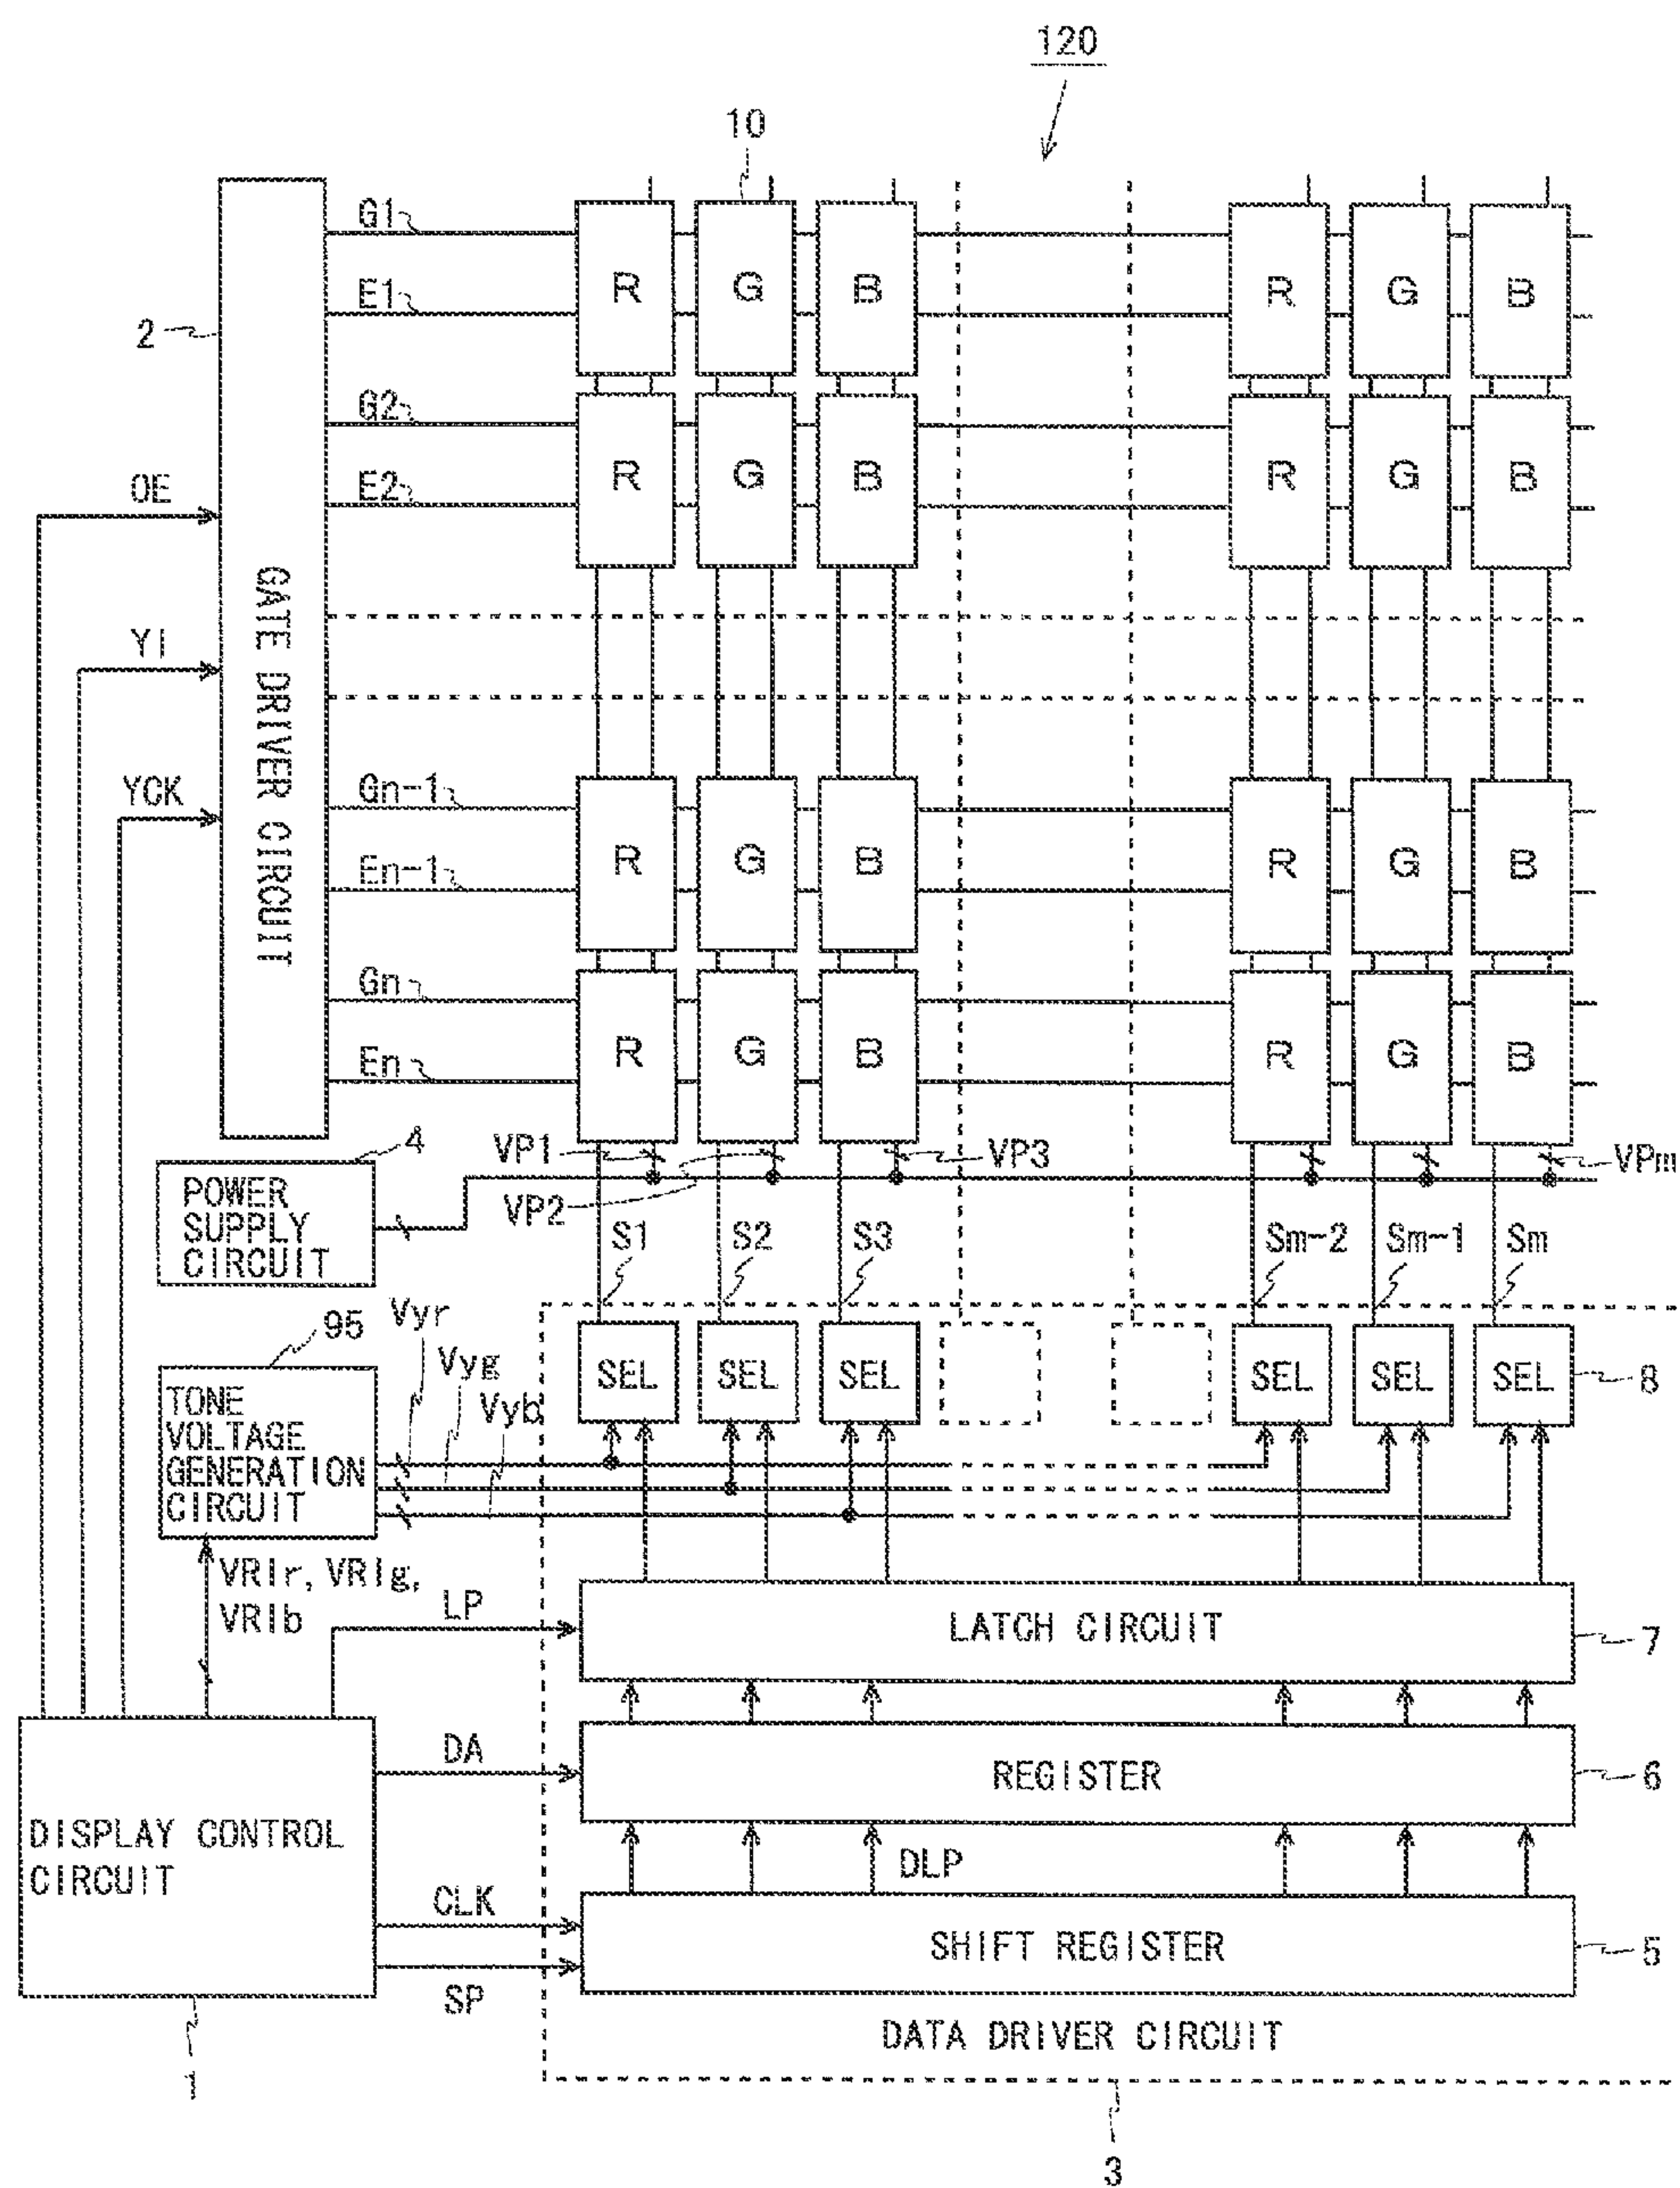 120
10
G1
R G B R G B
E1
2
G2
R G B R G B
E2
OE
GATE DRIVER CIRCUIT
YI
YCK
Gn-1
R G B R G B
En-1
Gn
R G B R G B
En
4
VP1
VP2
VP3
VPm
POWER
SUPPLY
CIRCUIT
S1 S2 S3 Sm-2 Sm-1 Sm
95
Vyr
Vyg
Vyb
SEL SEL SEL SEL SEL SEL
8
TONE
VOLTAGE
GENERATION
CIRCUIT
VRIr, VRIg,
VRIb
LP
LATCH CIRCUIT
7
DA
REGISTER
6
DISPLAY CONTROL
CIRCUIT
DLP
CLK
SHIFT REGISTER
5
SP
DATA DRIVER CIRCUIT
1
3